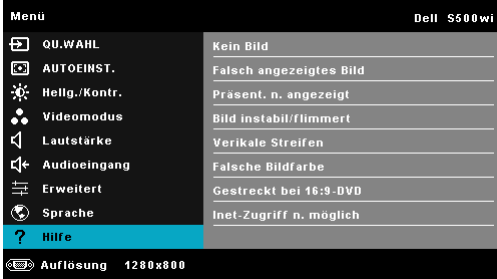 Menü
Dell S500wi
QU.WAHL
AUTOEINST.
Hellg./Kontr.
Videomodus
Lautstärke
Audioeingang
Erweitert
Sprache
Hilfe
Kein Bild
Falsch angezeigtes Bild
Präsent. n. angezeigt
Bild instabil/flimmert
Verikale Streifen
Falsche Bildfarbe
Gestreckt bei 16:9-DVD
Inet-Zugriff n. möglich
Auflösung 1280x800